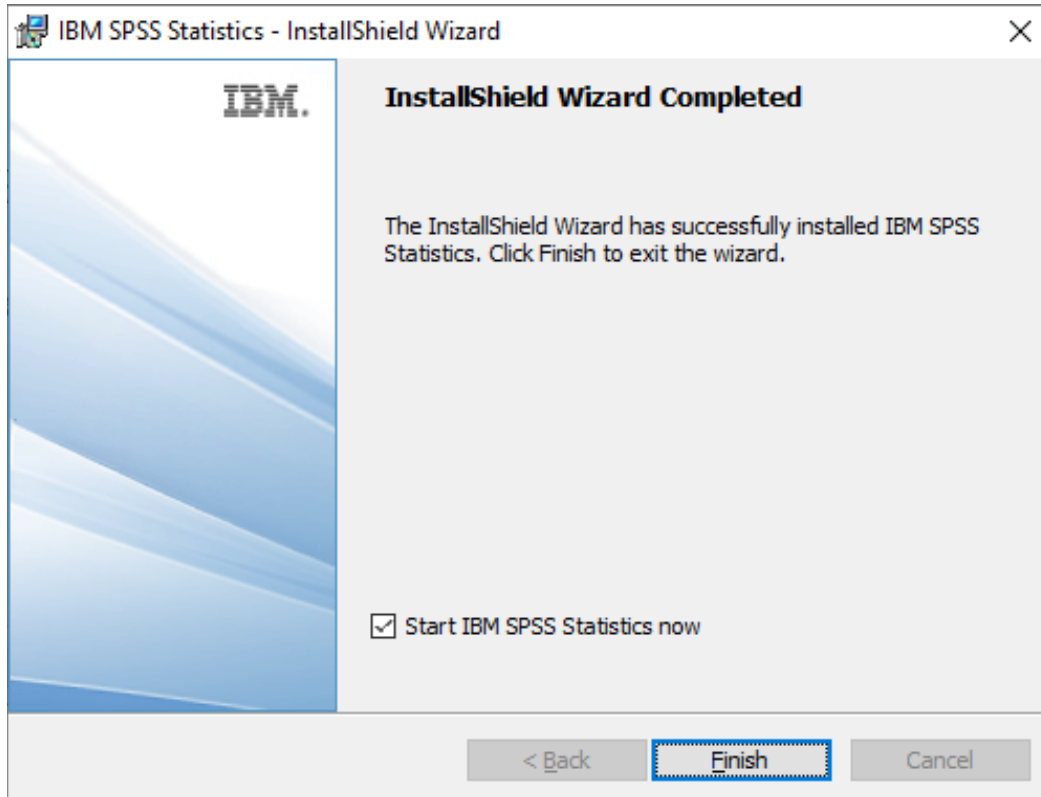 IBM SPSS Statistics - InstallShield Wizard
IBM.
InstallShield Wizard Completed
The InstallShield Wizard has successfully installed IBM SPSS
Statistics. Click Finish to exit the wizard.
Start IBM SPSS Statistics now
< Back
Finish
Cancel